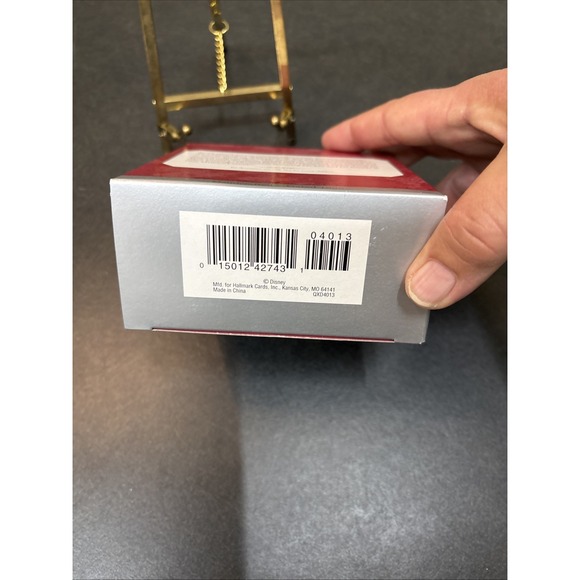 04013
0 15012 42743 1
© Disney
Mfd. for Hallmark Cards, Inc., Kansas City, MO 64141
Made in China QXD4013